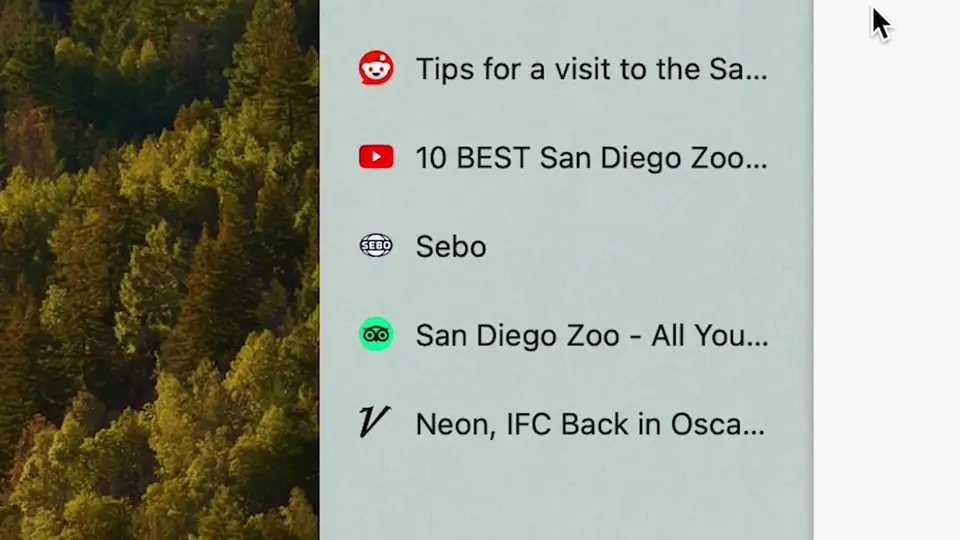 Tips for a visit to the Sa...
10 BEST San Diego Zoo...
SEBO Sebo
San Diego Zoo - All You...
V Neon, IFC Back in Osca...